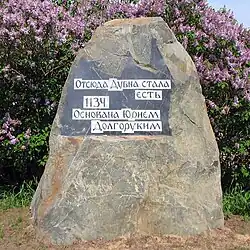 Отсюда Дубна стала
есть
1134
Основана Юрием
Долгоруким